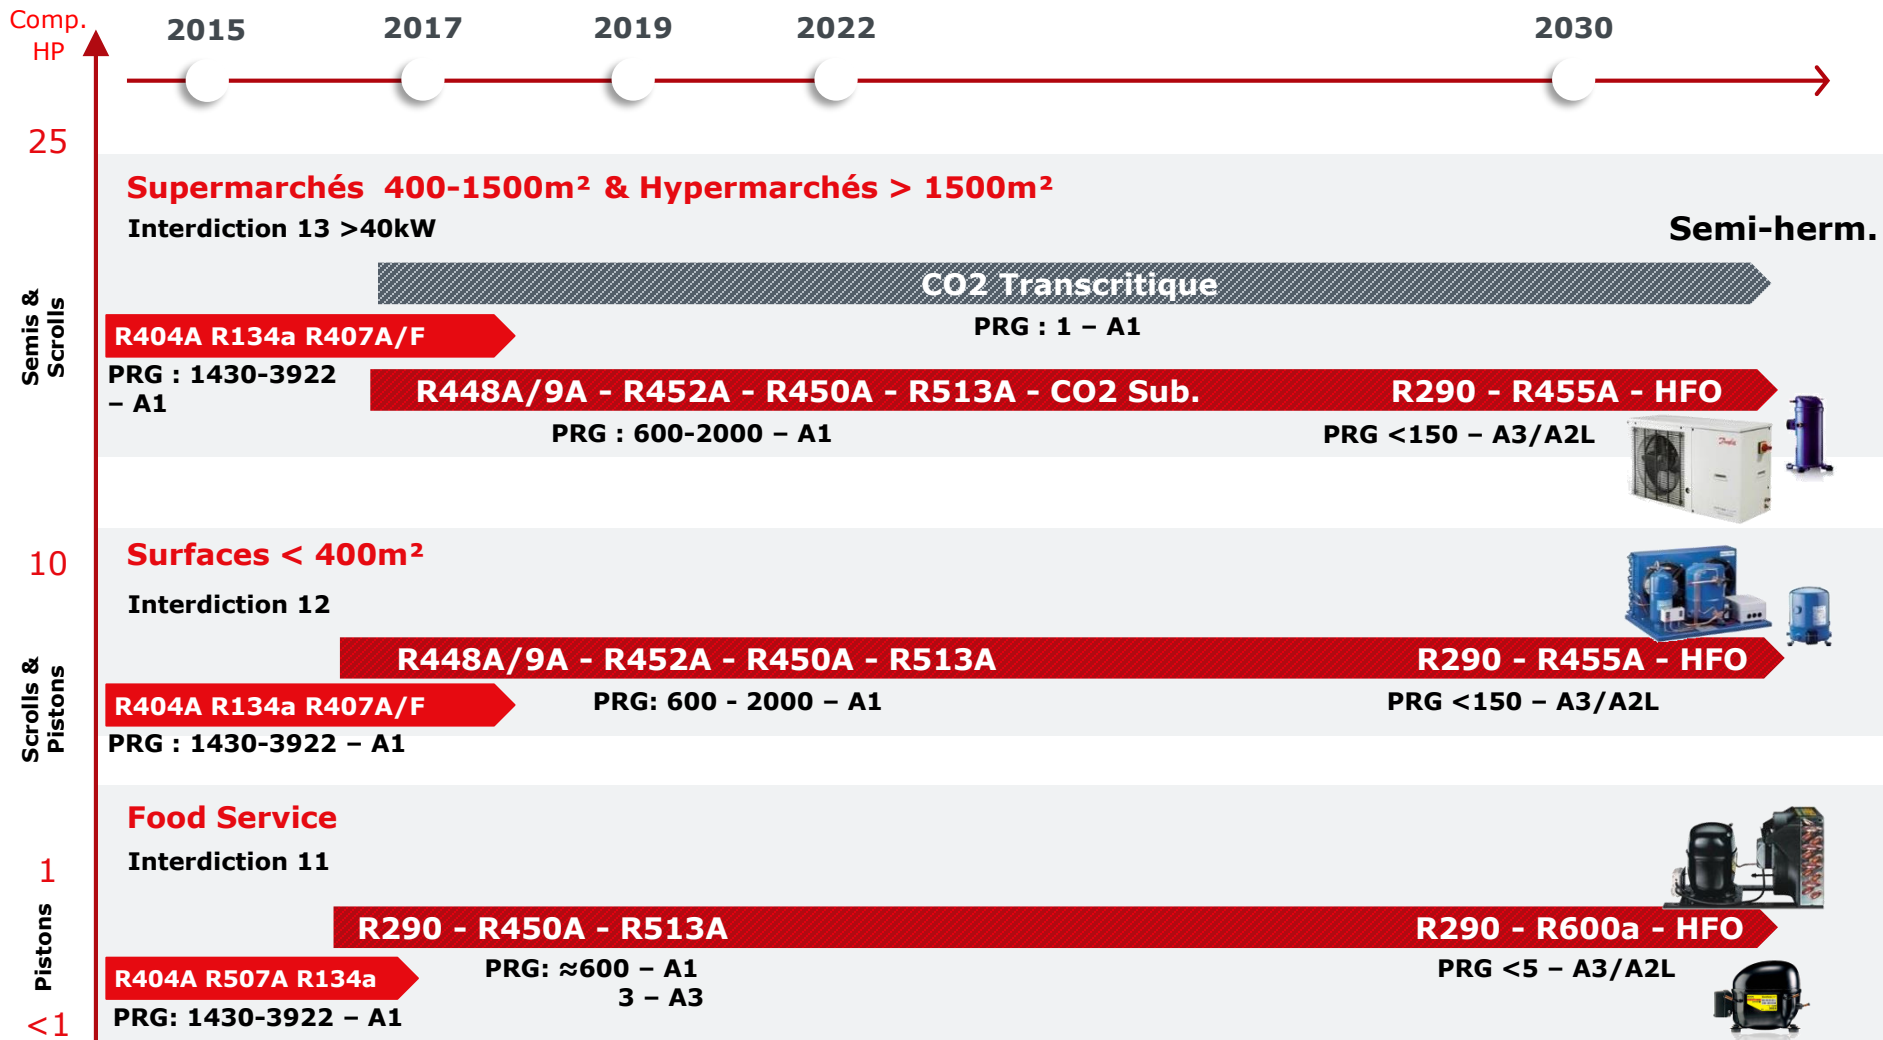 Comp.
HP
2015 2017 2019 2022 2030
25
Supermarchés 400-1500m² & Hypermarchés > 1500m²
Interdiction 13 >40kW
Semi-herm.
Semis &
Scrolls
CO2 Transcritique
PRG : 1 – A1
R404A R134a R407A/F
PRG : 1430-3922
– A1
R448A/9A - R452A - R450A - R513A - CO2 Sub. R290 - R455A - HFO
PRG : 600-2000 – A1
PRG <150 – A3/A2L
Danfoss
10
Surfaces < 400m²
Interdiction 12
Scrolls &
Pistons
R448A/9A - R452A - R450A - R513A R290 - R455A - HFO
PRG: 600 - 2000 – A1
PRG <150 – A3/A2L
R404A R134a R407A/F
PRG : 1430-3922 – A1
Food Service
Interdiction 11
1
Pistons
<1
R290 - R450A - R513A R290 - R600a - HFO
PRG: ≈600 – A1
3 – A3
PRG <5 – A3/A2L
R404A R507A R134a
PRG: 1430-3922 – A1